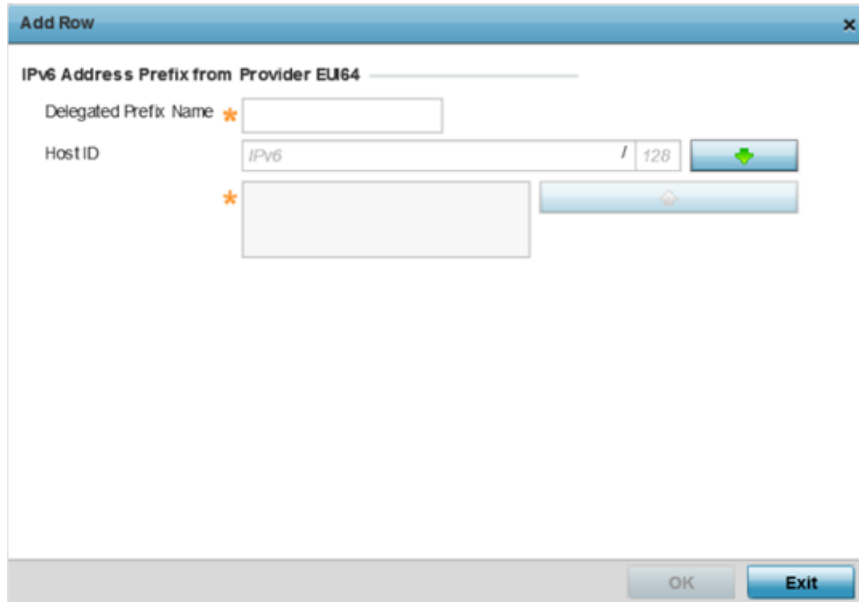 Add Row
IPv6 Address Prefix from Provider EUI64
Delegated Prefix Name *
Host ID IPv6 / 128
*
OK Exit